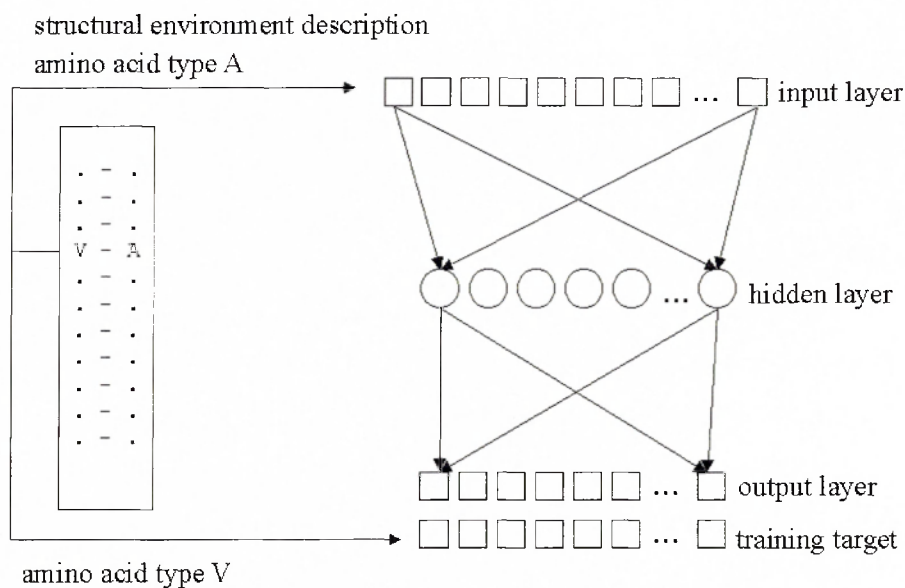 structural environment description
amino acid type A
... input layer
. - .
. - .
. - .
V - A
. - .
. - .
. - .
. - .
. - .
. - .
. - .
... hidden layer
... output layer
... training target
amino acid type V